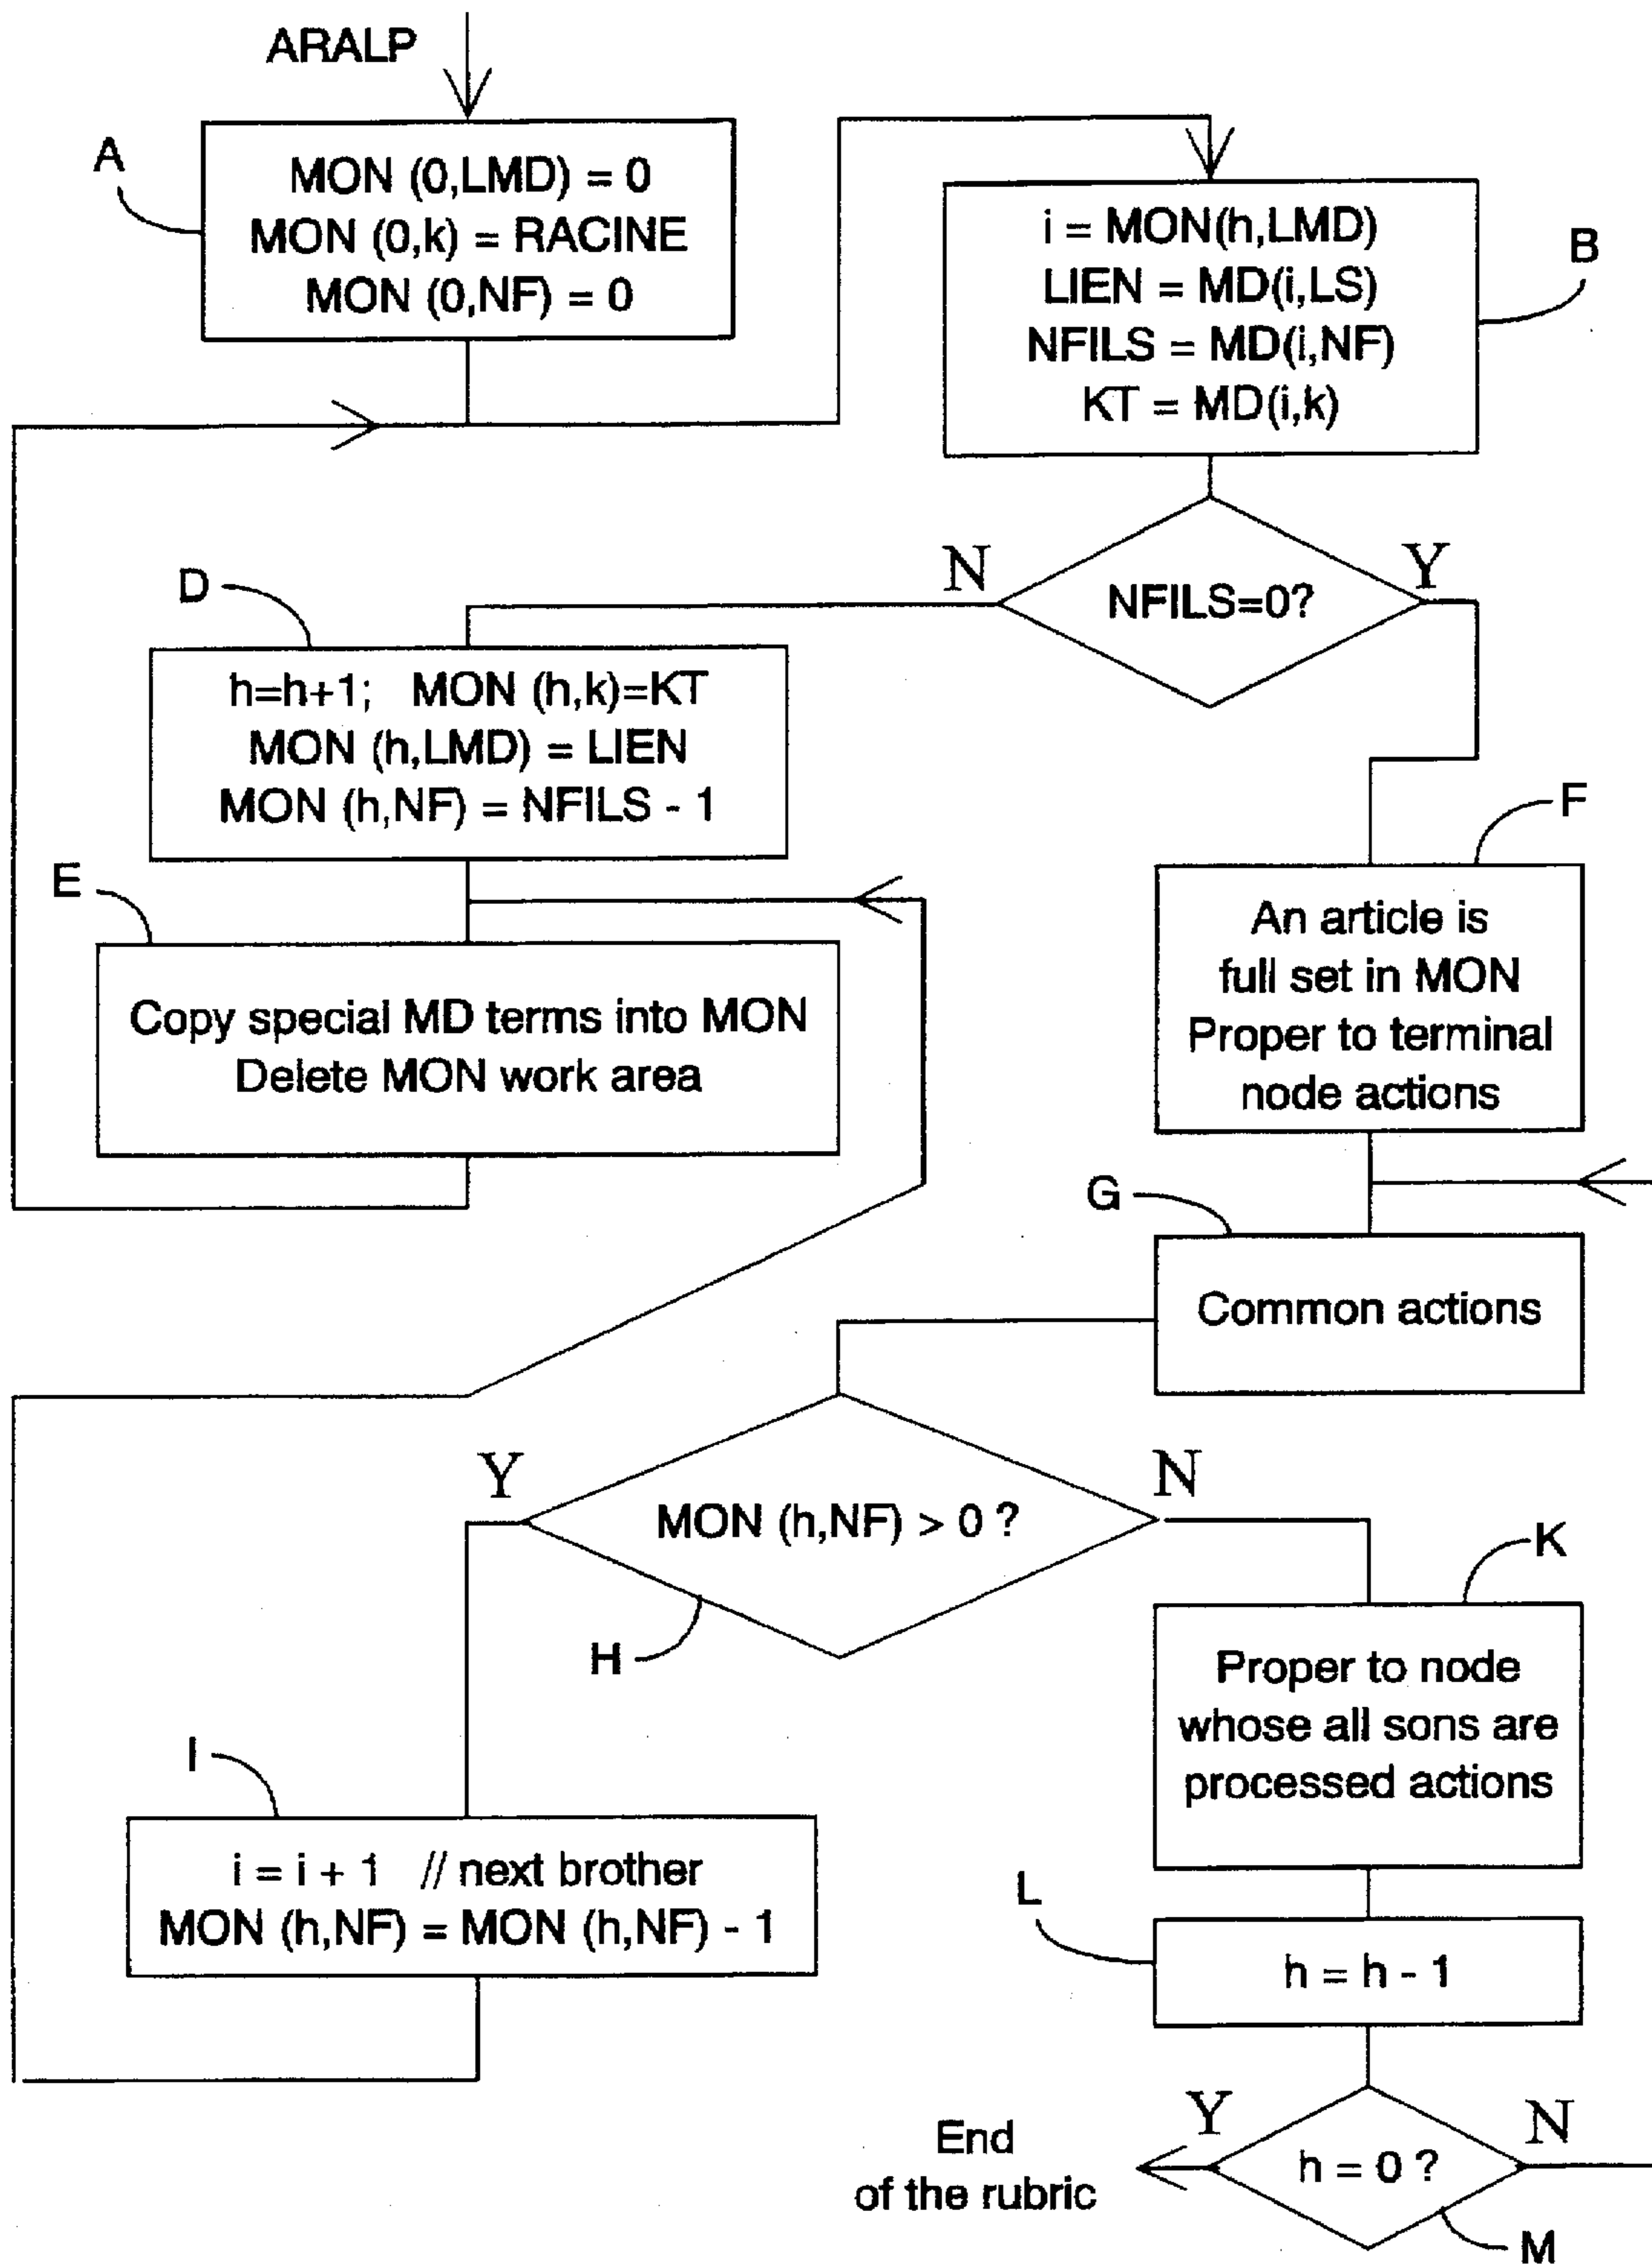 ARALP
A
MON (0,LMD) = 0
MON (0,k) = RACINE
MON (0,NF) = 0
B
i = MON(h,LMD)
LIEN = MD(i,LS)
NFILS = MD(i,NF)
KT = MD(i,k)
N
NFILS=0?
Y
D
h=h+1; MON (h,k)=KT
MON (h,LMD) = LIEN
MON (h,NF) = NFILS - 1
E
Copy special MD terms into MON
Delete MON work area
F
An article is
full set in MON
Proper to terminal
node actions
G
Common actions
Y
MON (h,NF) > 0 ?
N
H
I
i = i + 1 // next brother
MON (h,NF) = MON (h,NF) - 1
K
Proper to node
whose all sons are
processed actions
L
h = h - 1
Y
h = 0 ?
N
End
of the rubric
M